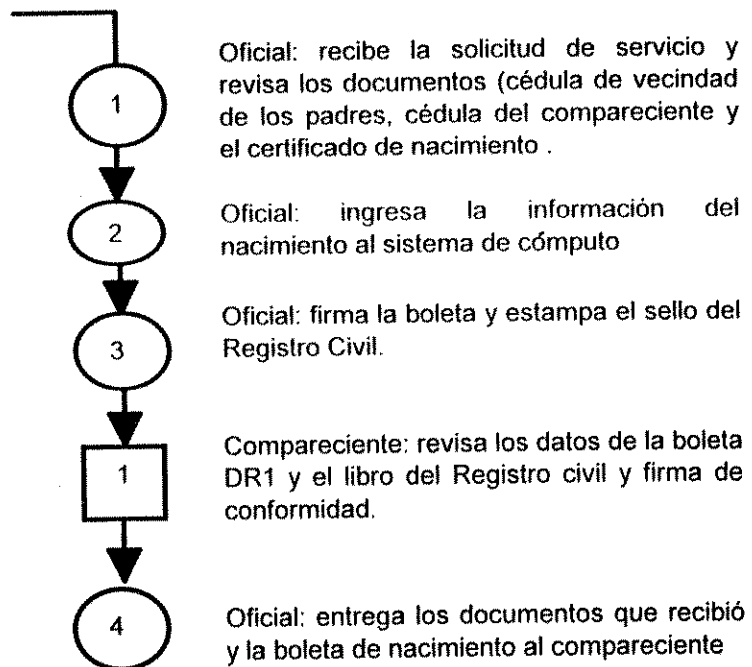 1
Oficial: recibe la solicitud de servicio y
revisa los documentos (cédula de vecindad
de los padres, cédula del compareciente y
el certificado de nacimiento .
2
Oficial: ingresa la información del
nacimiento al sistema de cómputo
3
Oficial: firma la boleta y estampa el sello del
Registro Civil.
1
Compareciente: revisa los datos de la boleta
DR1 y el libro del Registro civil y firma de
conformidad.
4
Oficial: entrega los documentos que recibió
y la boleta de nacimiento al compareciente